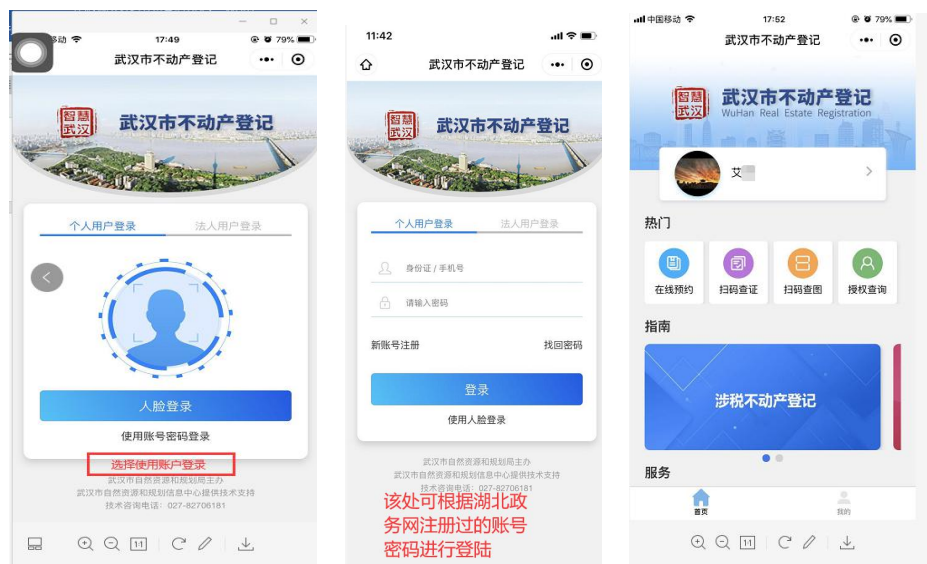 移动
17:49
79%
武汉市不动产登记
智慧
武汉
武汉市不动产登记
个人用户登录
法人用户登录
人脸登录
使用账号密码登录
选择使用账户登录
武汉市自然资源和规划局主办
武汉市自然资源和规划信息中心提供技术支持
技术咨询电话：027-82706181
1:1
11:42
武汉市不动产登记
智慧
武汉
武汉市不动产登记
个人用户登录
法人用户登录
身份证 / 手机号
请输入密码
新账号注册
找回密码
登录
使用人脸登录
武汉市自然资源和规划局主办
武汉市自然资源和规划信息中心提供技术支持
技术咨询电话：027-82706181
该处可根据湖北政
务网注册过的账号
密码进行登陆
中国移动
17:52
79%
武汉市不动产登记
智慧
武汉
武汉市不动产登记
WuHan Real Estate Registration
艾
热门
在线预约
扫码查证
扫码查图
授权查询
指南
涉税不动产登记
服务
首页
我的
1:1